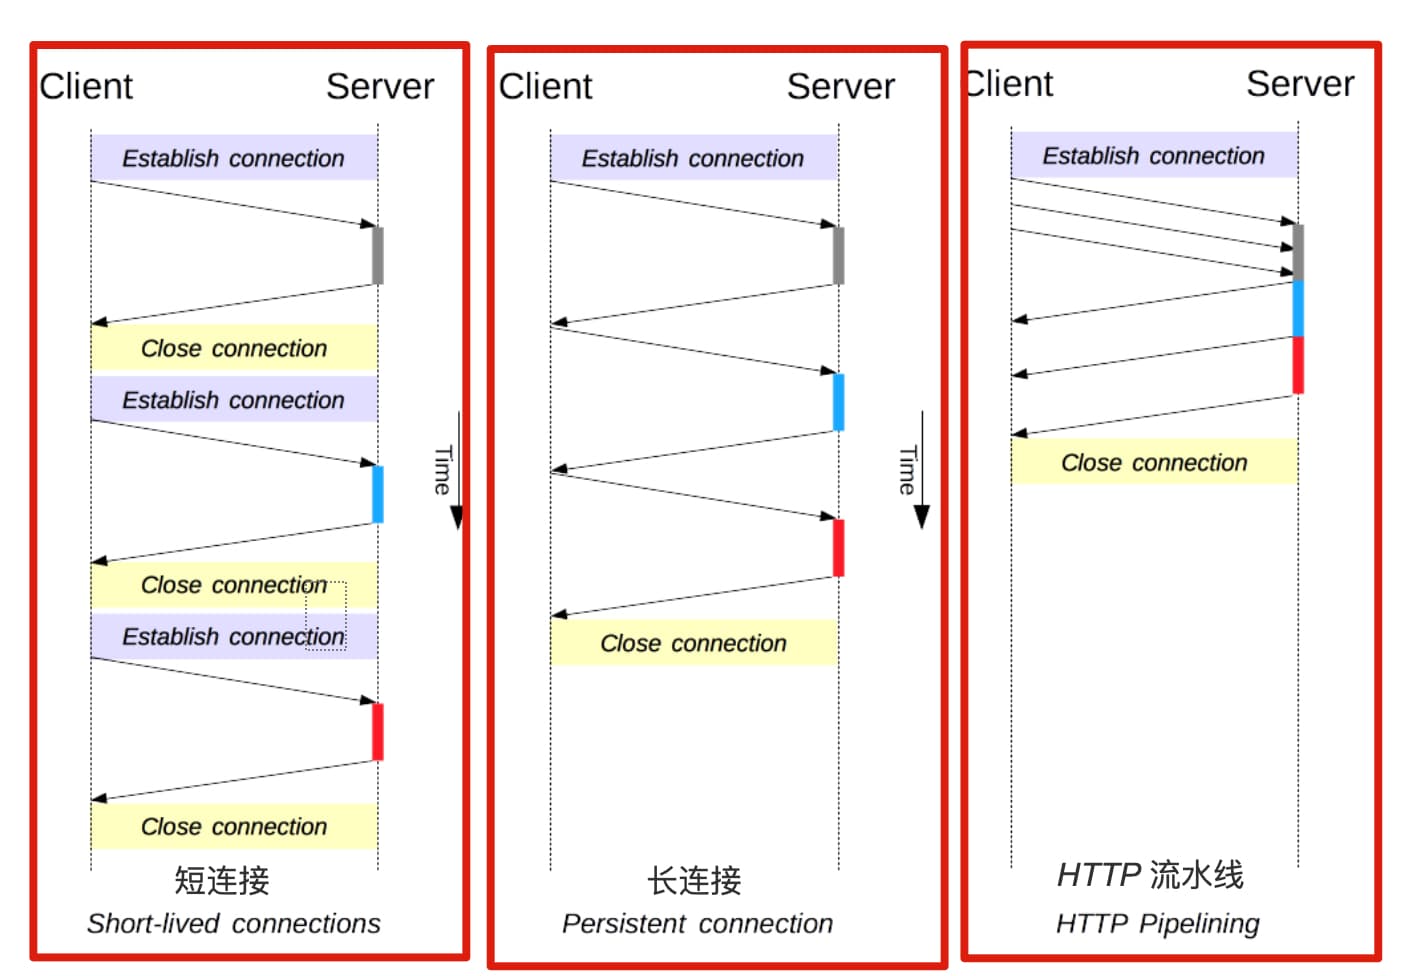 Client Server
Establish connection
Close connection
Establish connection
Close connection
Establish connection
Close connection
Time
短连接
Short-lived connections
Client Server
Establish connection
Close connection
Time
长连接
Persistent connection
Client Server
Establish connection
Close connection
HTTP 流水线
HTTP Pipelining